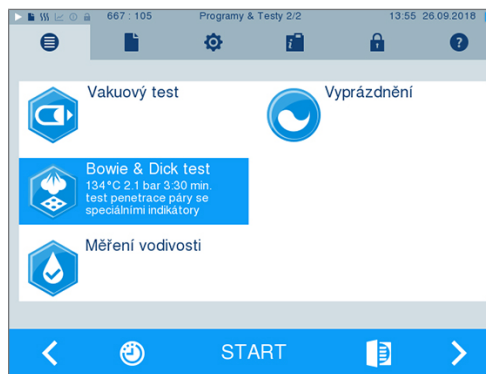 667 : 105 Programy & Testy 2/2 13:55 26.09.2018
Vakuový test
Vyprázdnění
Bowie & Dick test
134°C 2.1 bar 3:30 min.
test penetrace páry se
speciálními indikátory
Měření vodivosti
START